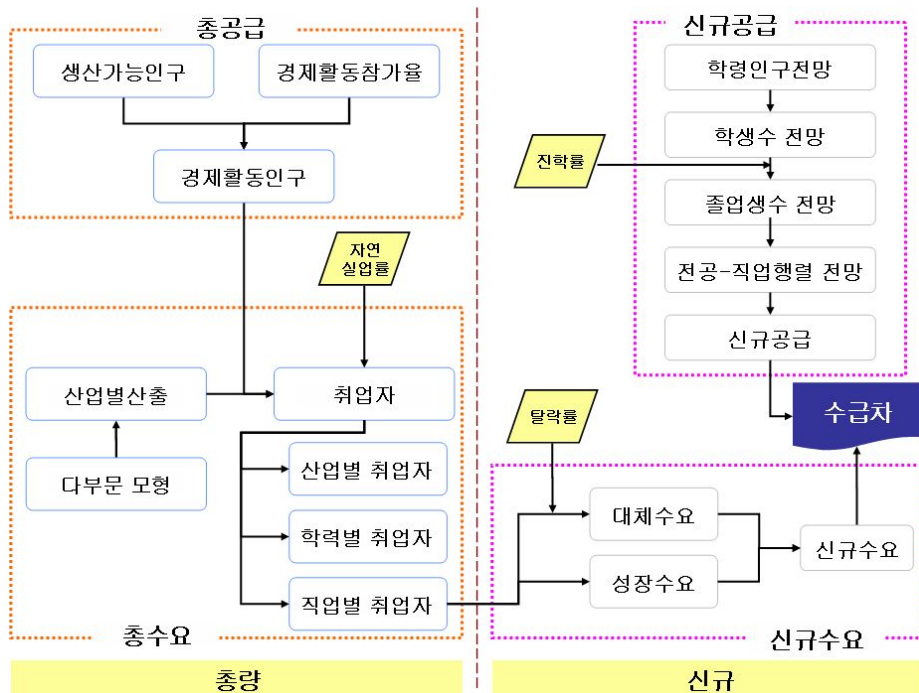 총공급
생산가능인구
경제활동참가율
경제활동인구
자연
실업률
산업별산출
취업자
다부문 모형
산업별 취업자
학력별 취업자
직업별 취업자
총수요
총량
신규공급
학령인구전망
학생수 전망
진학률
졸업생수 전망
전공-직업행렬 전망
신규공급
수급차
탈락률
대체수요
성장수요
신규수요
신규수요
신규